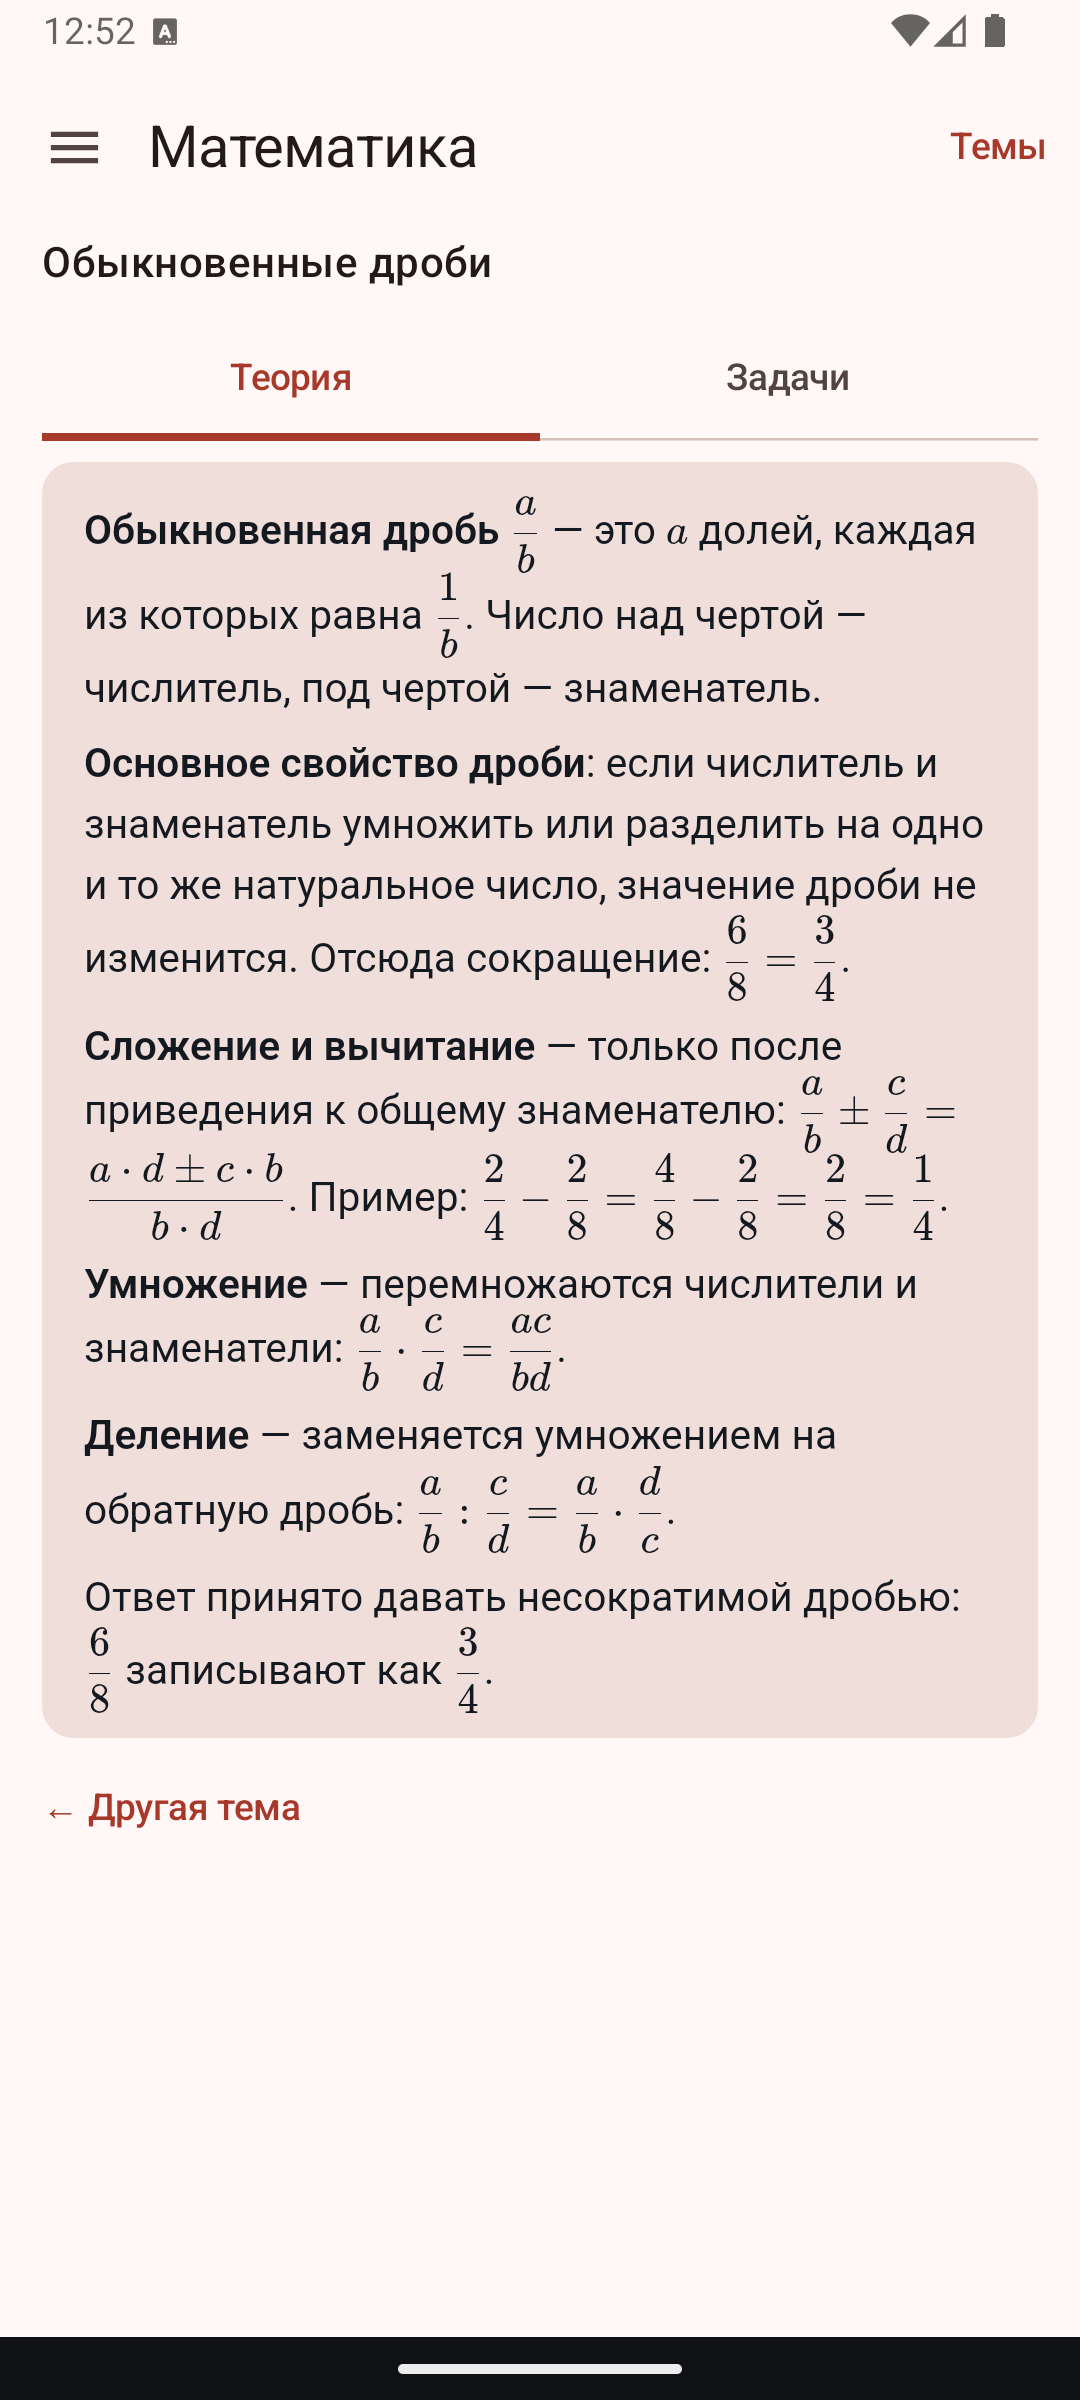 12:52
Математика
Темы
Обыкновенные дроби
Теория
Задачи
Обыкновенная дробь a/b — это a долей, каждая
из которых равна 1/b. Число над чертой —
числитель, под чертой — знаменатель.
Основное свойство дроби: если числитель и
знаменатель умножить или разделить на одно
и то же натуральное число, значение дроби не
изменится. Отсюда сокращение: 6/8 = 3/4.
Сложение и вычитание — только после
приведения к общему знаменателю: a/b ± c/d =
(a · d ± c · b)/(b · d). Пример: 2/4 − 2/8 = 4/8 − 2/8 = 2/8 = 1/4.
Умножение — перемножаются числители и
знаменатели: a/b · c/d = ac/bd.
Деление — заменяется умножением на
обратную дробь: a/b : c/d = a/b · d/c.
Ответ принято давать несократимой дробью:
6/8 записывают как 3/4.
← Другая тема